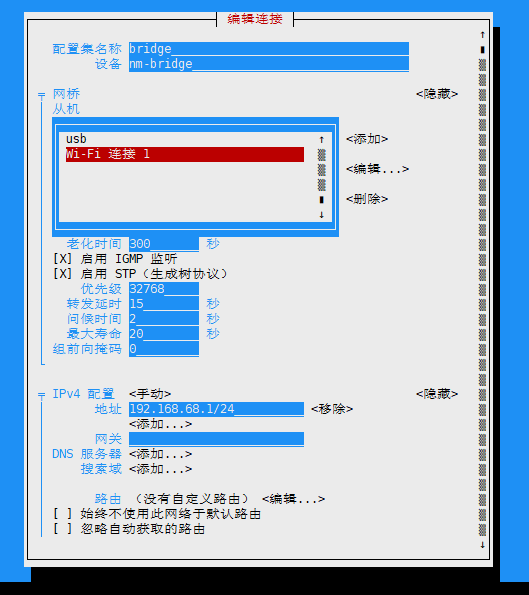 编辑连接
配置集名称 bridge
设备 nm-bridge
网桥 <隐藏>
从机
usb
<添加>
Wi-Fi 连接 1
<编辑...>
<删除>
老化时间 300 秒
[X] 启用 IGMP 监听
[X] 启用 STP（生成树协议）
优先级 32768
转发延时 15 秒
问候时间 2 秒
最大寿命 20 秒
组前向掩码 0
IPv4 配置 <手动> <隐藏>
地址 192.168.68.1/24 <移除>
<添加...>
网关
DNS 服务器 <添加...>
搜索域 <添加...>
路由 （没有自定义路由） <编辑...>
[ ] 始终不使用此网络于默认路由
[ ] 忽略自动获取的路由